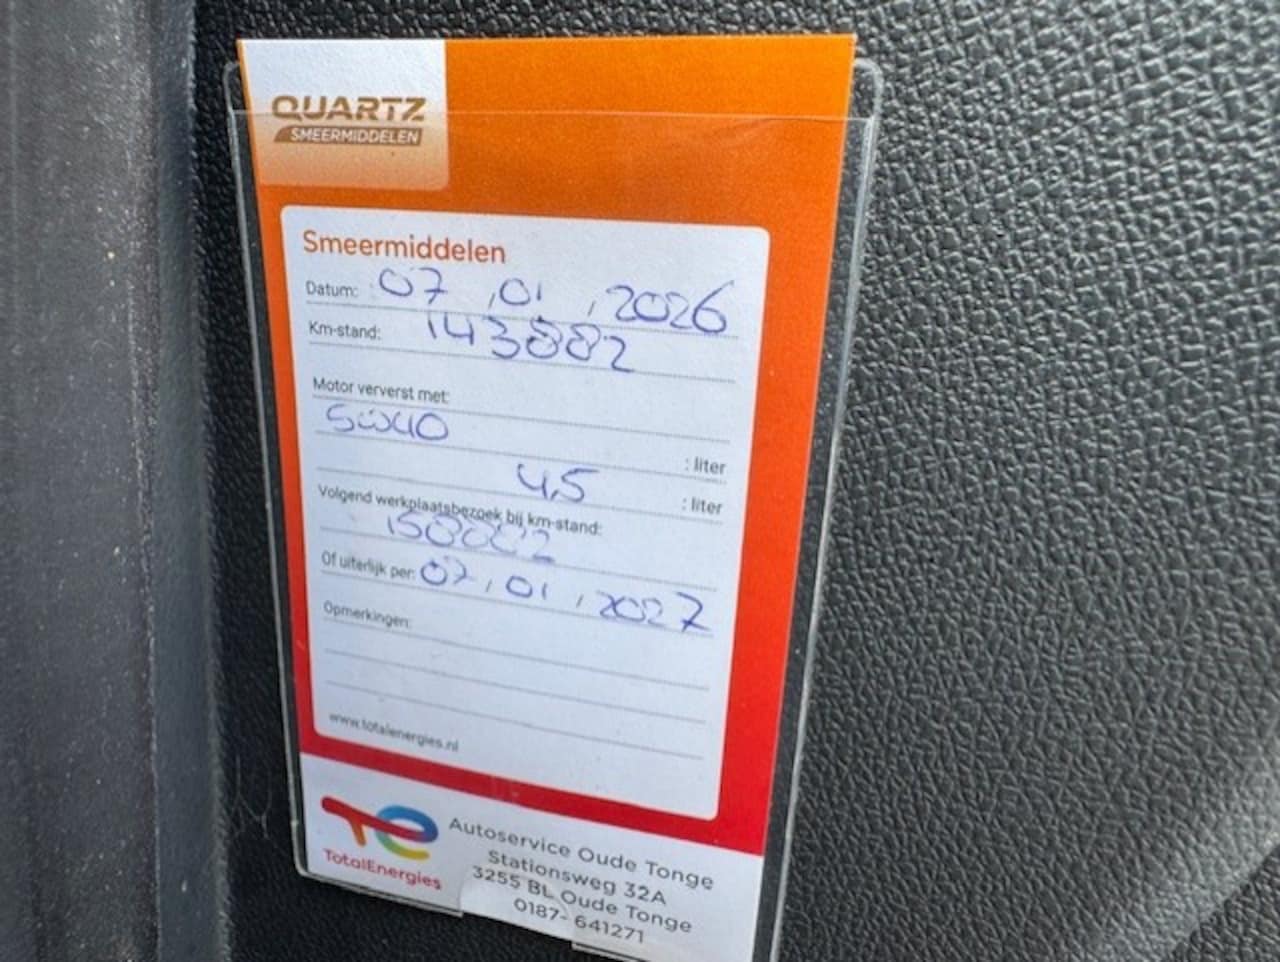 QUARTZ
SMEERMIDDELEN
Smeermiddelen
Datum: 07, 01, 2026
Km-stand: 143882
Motor ververst met:
5W40 : liter
4,5 : liter
Volgend werkplaatsbezoek bij km-stand:
Of uiterlijk per: 07, 01, 2027
Opmerkingen:
www.totalenergies.nl
TotalEnergies
Autoservice Oude Tonge
Stationsweg 32A
3255 BL Oude Tonge
0187- 641271